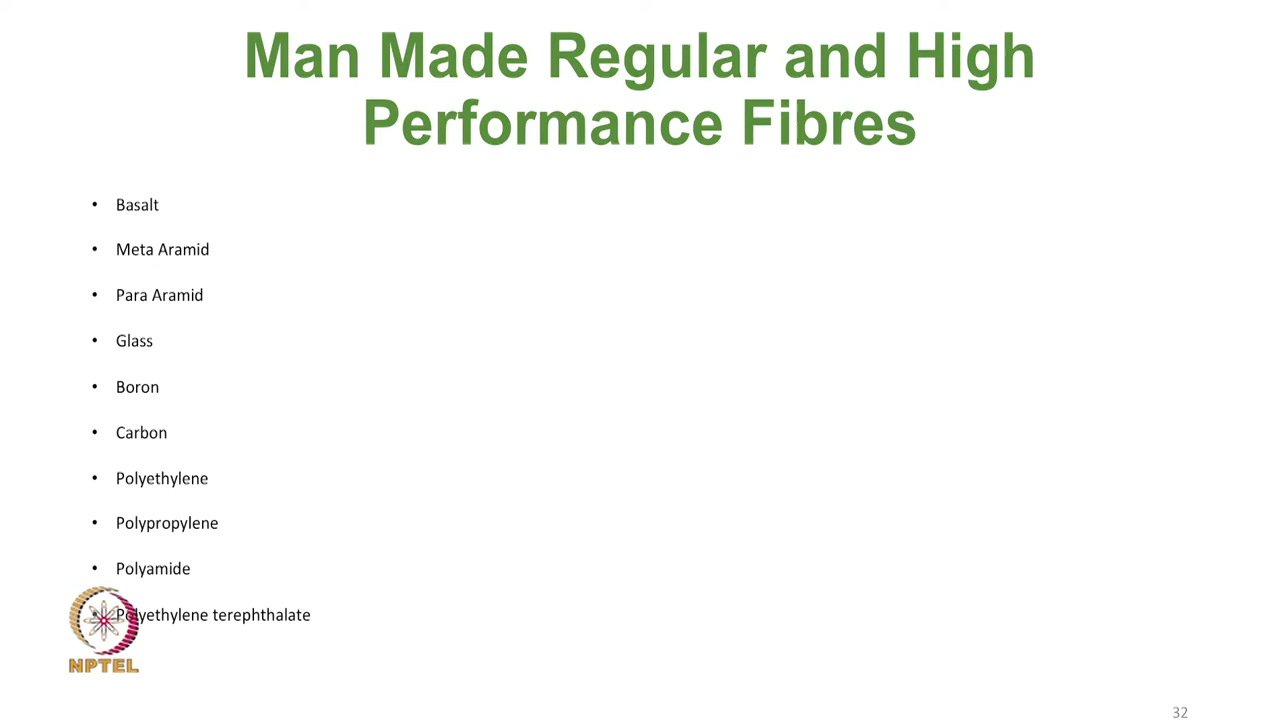 Man Made Regular and High
Performance Fibres
• Basalt
• Meta Aramid
• Para Aramid
• Glass
• Boron
• Carbon
• Polyethylene
• Polypropylene
• Polyamide
• Polyethylene terephthalate
NPTEL
32